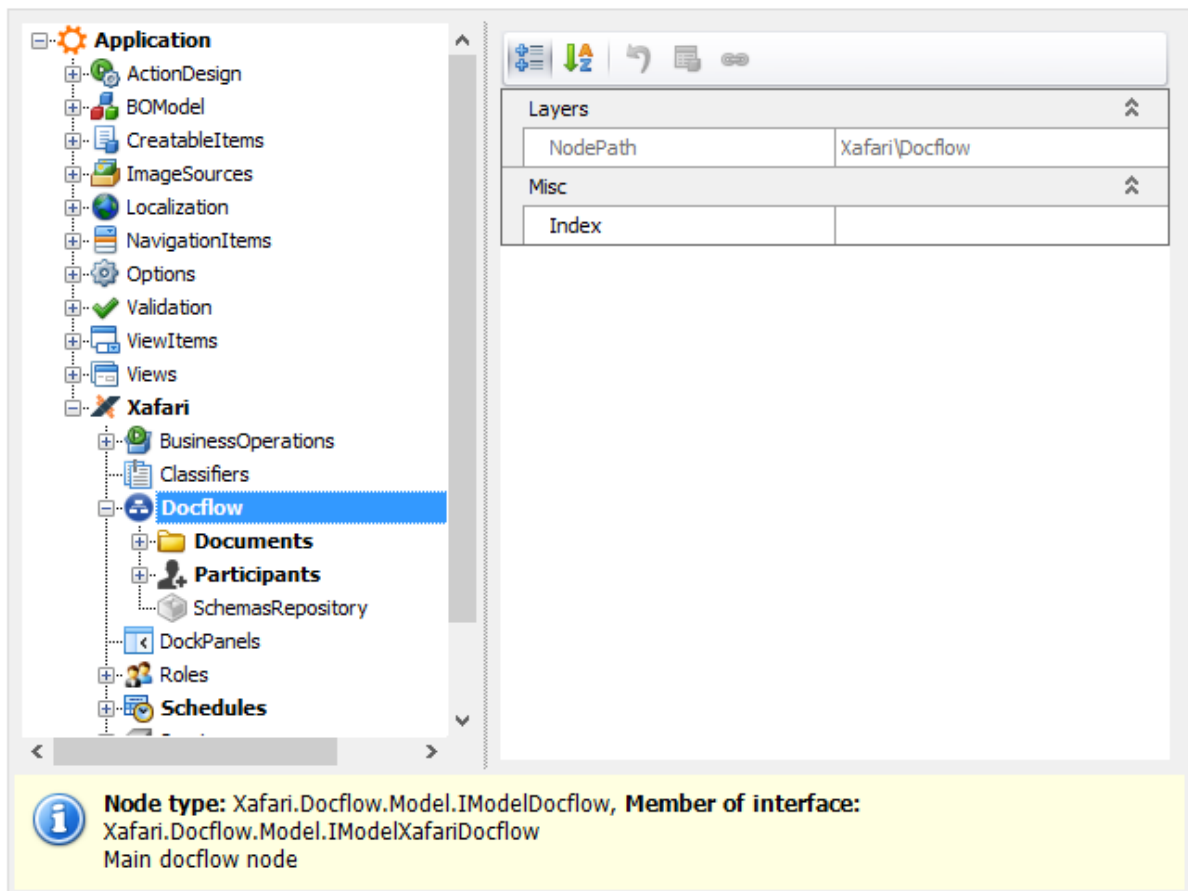 Application
ActionDesign
BOModel
CreatableItems
ImageSources
Localization
NavigationItems
Options
Validation
ViewItems
Views
Xafari
BusinessOperations
Classifiers
Docflow
Documents
Participants
SchemasRepository
DockPanels
Roles
Schedules
A
Z
Layers
NodePath Xafari\Docflow
Misc
Index
Node type: Xafari.Docflow.Model.IModelDocflow, Member of interface:
Xafari.Docflow.Model.IModelXafariDocflow
Main docflow node